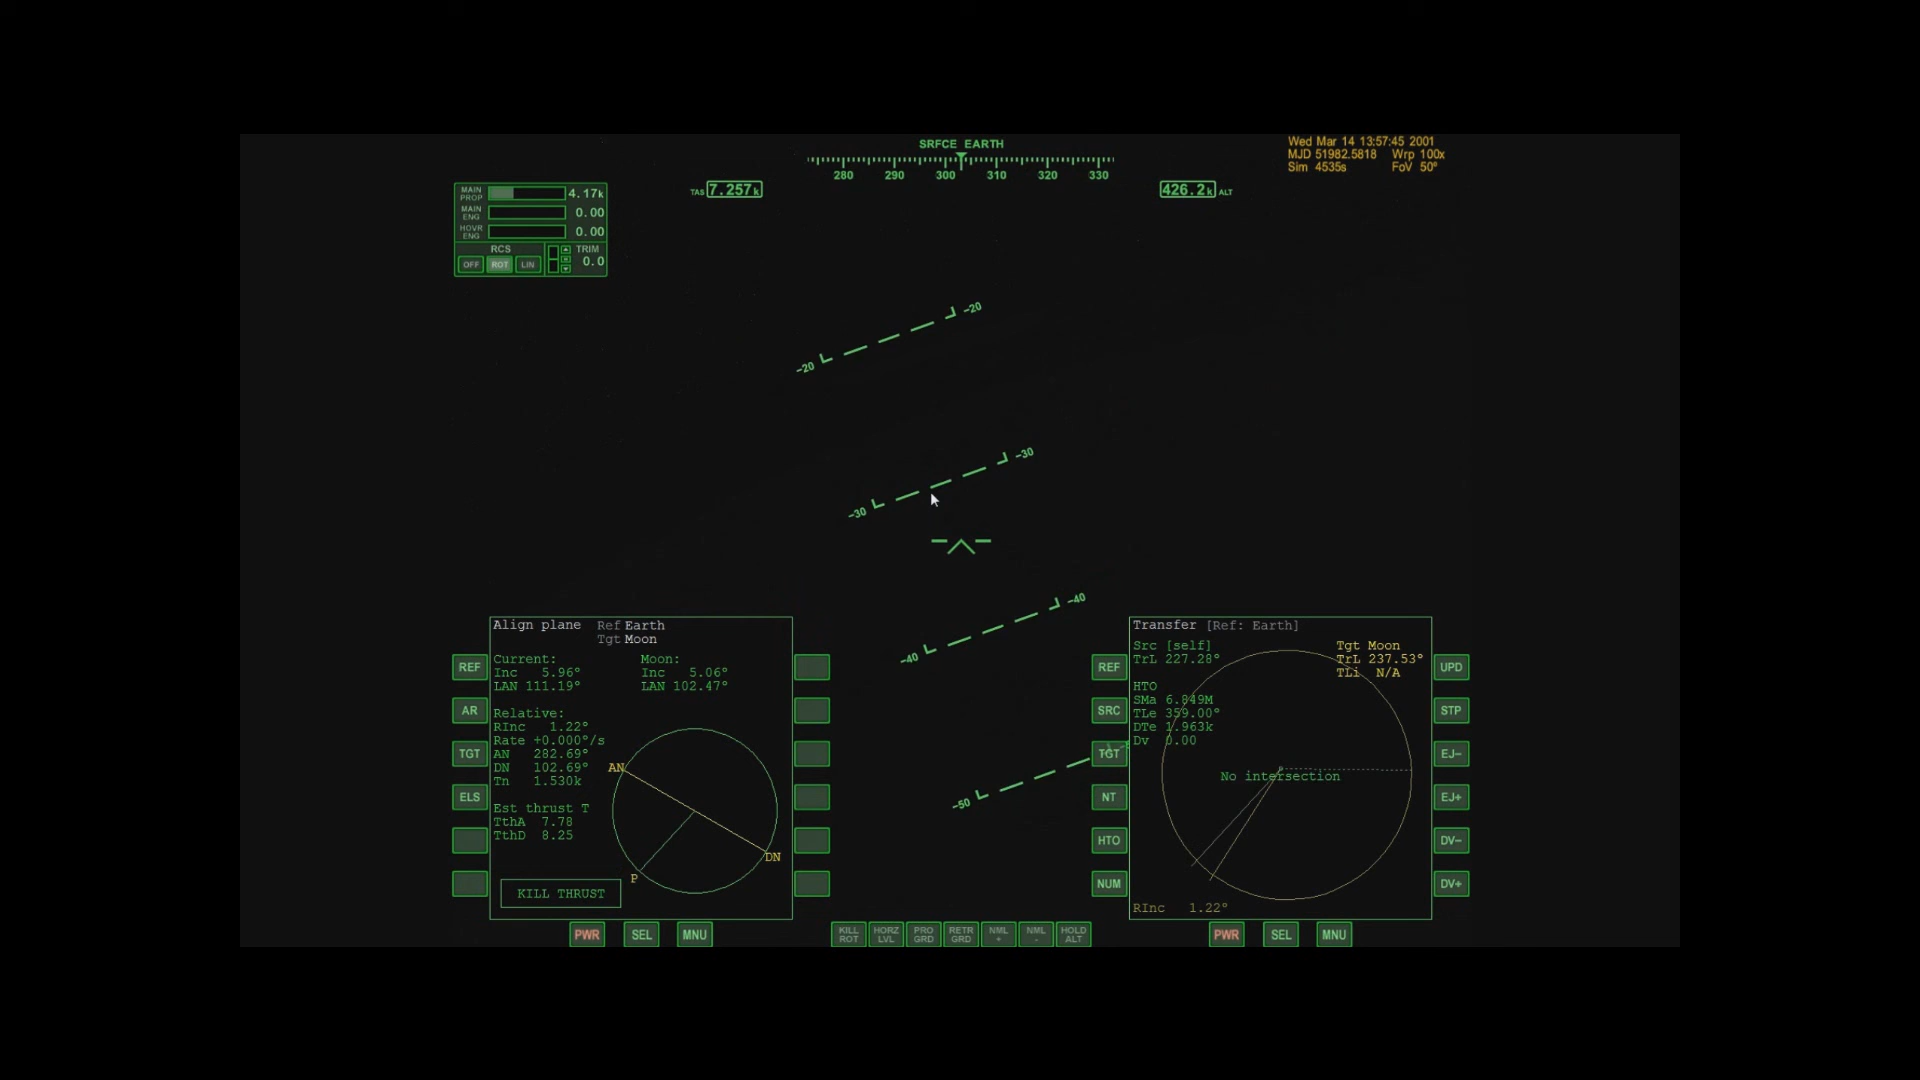 SRFCE EARTH
280 290 300 310 320 330
Wed Mar 14 13:57:45 2001
MJD 51982.5818 Wrp 100x
Sim 4535s FoV 50°
TAS 7.257k
426.2k ALT
MAIN PROP 4.17k
MAIN ENG 0.00
HOVR ENG 0.00
RCS TRIM
OFF ROT LIN 0.0
-20 -20
-30 -30
-40 -40
-50
Align plane Ref Earth
Tgt Moon
Current: Moon:
Inc 5.96° Inc 5.06°
LAN 111.19° LAN 102.47°
Relative:
RInc 1.22°
Rate +0.000°/s
AN 282.69°
DN 102.69°
Tn 1.530k
Est thrust T
TthA 7.78
TthD 8.25
KILL THRUST
AN
DN
P
REF
AR
TGT
ELS
PWR SEL MNU
KILL ROT
HORZ LVL
PRO GRD
RETR GRD
NML +
NML -
HOLD ALT
Transfer [Ref: Earth]
Src [self] Tgt Moon
TrL 227.28° TrL 237.53°
TLi N/A
HTO
SMa 6.849M
TLe 359.00°
DTe 1.963k
Dv 0.00
No intersection
RInc 1.22°
REF
SRC
TGT
NT
HTO
NUM
UPD
STP
EJ-
EJ+
DV-
DV+
PWR SEL MNU